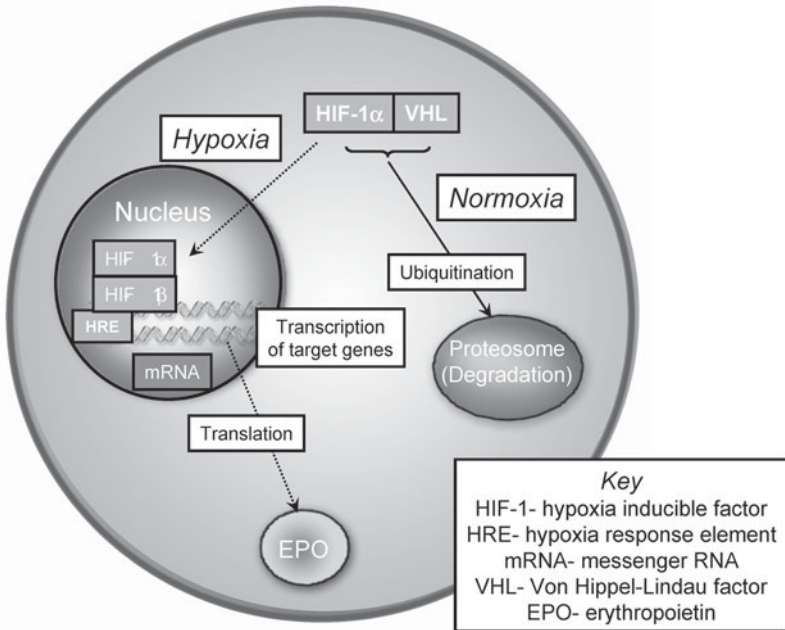 HIF-1α VHL
Hypoxia
Normoxia
Nucleus
HIF 1α
HIF 1β
HRE
mRNA
Transcription
of target genes
Ubiquitination
Proteosome
(Degradation)
Translation
EPO
Key
HIF-1- hypoxia inducible factor
HRE- hypoxia response element
mRNA- messenger RNA
VHL- Von Hippel-Lindau factor
EPO- erythropoietin